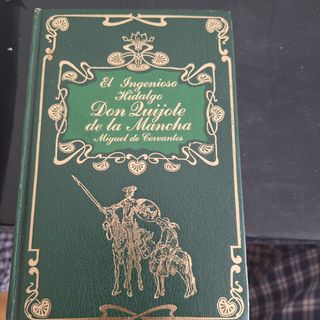 El Ingenioso
Hidalgo
Don Quijote
de la Mancha
Miguel de Cervantes